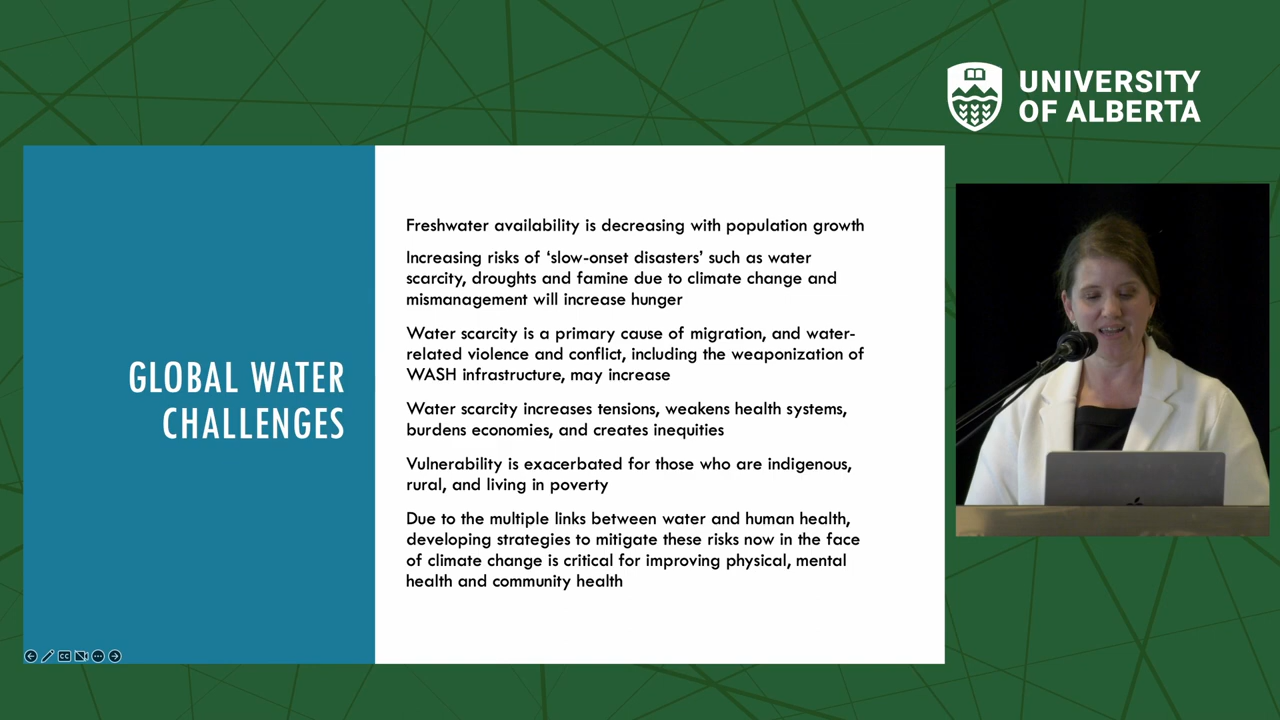 UNIVERSITY
OF ALBERTA
GLOBAL WATER
CHALLENGES
Freshwater availability is decreasing with population growth
Increasing risks of ‘slow-onset disasters’ such as water
scarcity, droughts and famine due to climate change and
mismanagement will increase hunger
Water scarcity is a primary cause of migration, and water-
related violence and conflict, including the weaponization of
WASH infrastructure, may increase
Water scarcity increases tensions, weakens health systems,
burdens economies, and creates inequities
Vulnerability is exacerbated for those who are indigenous,
rural, and living in poverty
Due to the multiple links between water and human health,
developing strategies to mitigate these risks now in the face
of climate change is critical for improving physical, mental
health and community health
CC